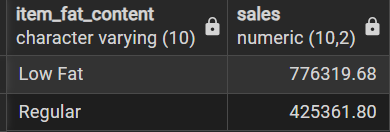 item_fat_content sales
character varying (10) numeric (10,2)
Low Fat 776319.68
Regular 425361.80